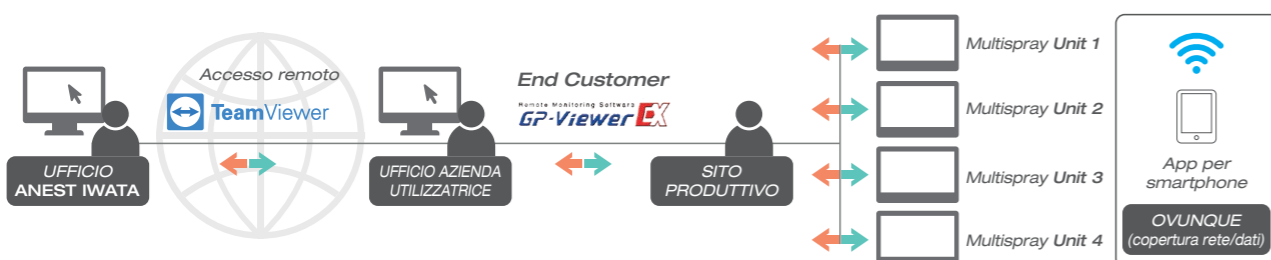 Accesso remoto
TeamViewer
UFFICIO
ANEST IWATA
End Customer
Remote Monitoring Software
GP-Viewer EX
UFFICIO AZIENDA
UTILIZZATRICE
SITO
PRODUTTIVO
Multispray Unit 1
Multispray Unit 2
Multispray Unit 3
Multispray Unit 4
App per
smartphone
OVUNQUE
(copertura rete/dati)